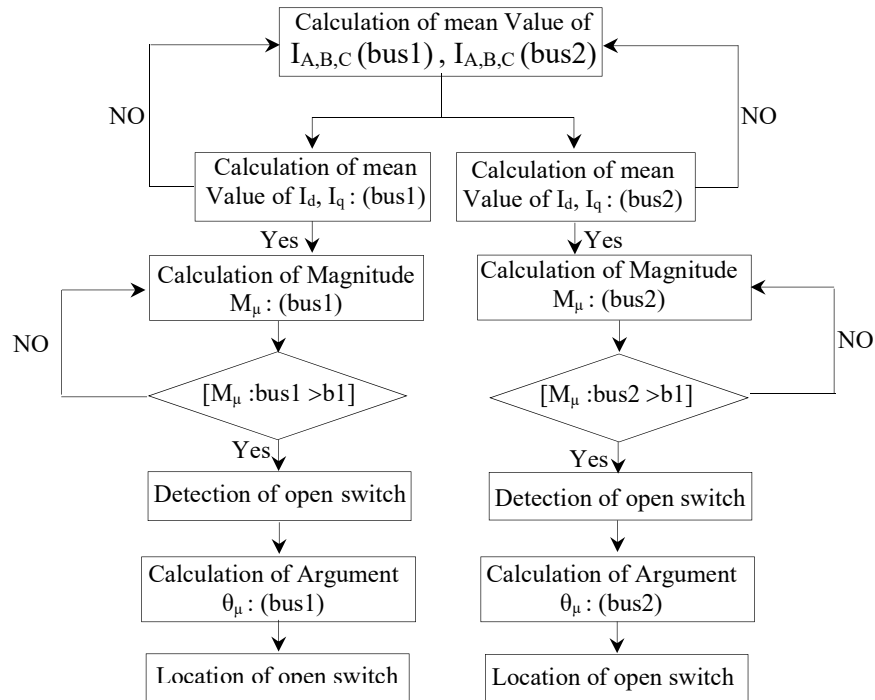 Calculation of mean Value of
I_A,B,C (bus1) , I_A,B,C (bus2)
NO
NO
Calculation of mean
Value of I_d, I_q : (bus1)
Calculation of mean
Value of I_d, I_q : (bus2)
Yes
Yes
Calculation of Magnitude
M_μ : (bus1)
Calculation of Magnitude
M_μ : (bus2)
NO
NO
[M_μ :bus1 >b1]
[M_μ :bus2 >b1]
Yes
Yes
Detection of open switch
Detection of open switch
Calculation of Argument
θ_μ : (bus1)
Calculation of Argument
θ_μ : (bus2)
Location of open switch
Location of open switch